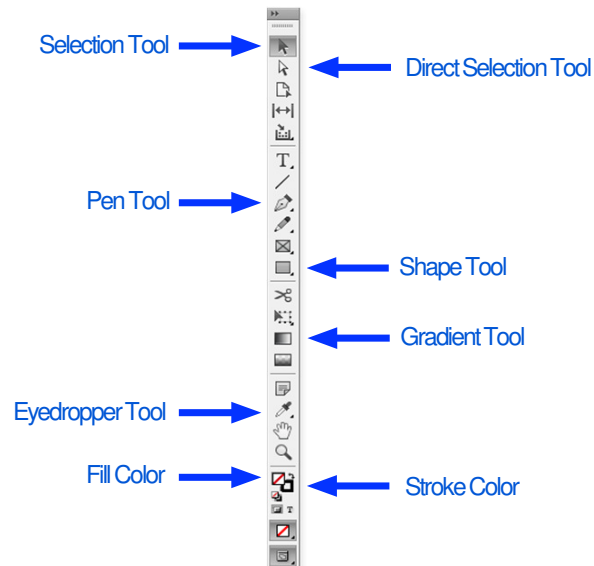 Selection Tool
Direct Selection Tool
T
Pen Tool
Shape Tool
Gradient Tool
Eyedropper Tool
Fill Color
Stroke Color
T